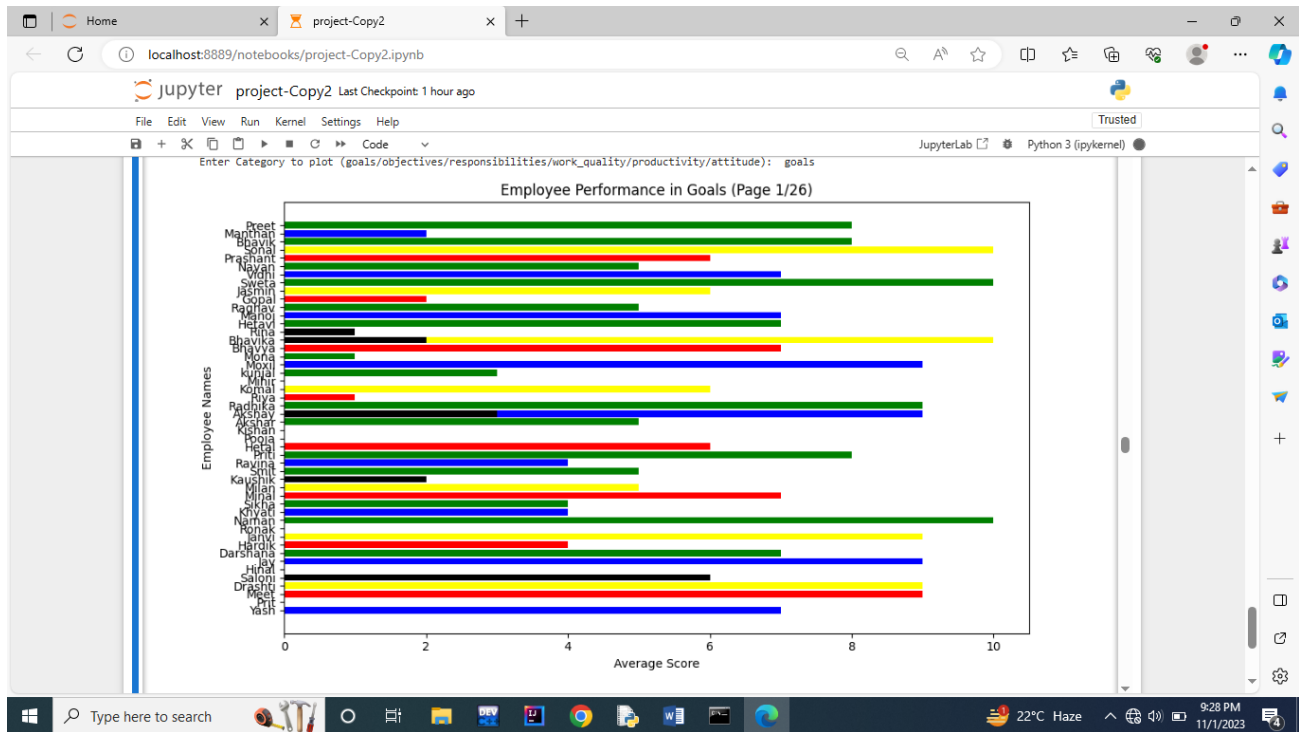 Home
project-Copy2
localhost:8889/notebooks/project-Copy2.ipynb
jupyter project-Copy2 Last Checkpoint: 1 hour ago
File Edit View Run Kernel Settings Help
Trusted
Code
JupyterLab
Python 3 (ipykernel)
Enter Category to plot (goals/objectives/responsibilities/work_quality/productivity/attitude): goals
Employee Performance in Goals (Page 1/26)
Employee Names
Preet
Manthan
Bhavik
Sonal
Prashant
Nayan
Vidhi
Sweta
Jasmin
Gopal
Raghav
Manoj
Hetavi
Rina
Bhavika
Bhavya
Mona
Moxil
kunjal
Mihir
Komal
Riya
Radhika
Akshay
Akshar
Kishan
Pooja
Hetal
Priti
Ravina
Smit
Kaushik
Milan
Minal
Sikha
Khyati
Naman
Ronak
Janvi
Hardik
Darshana
Jay
Hinal
Saloni
Drashti
Meet
Prit
Yash
0 2 4 6 8 10
Average Score
Type here to search
DEV
22°C Haze
9:28 PM
11/1/2023
4